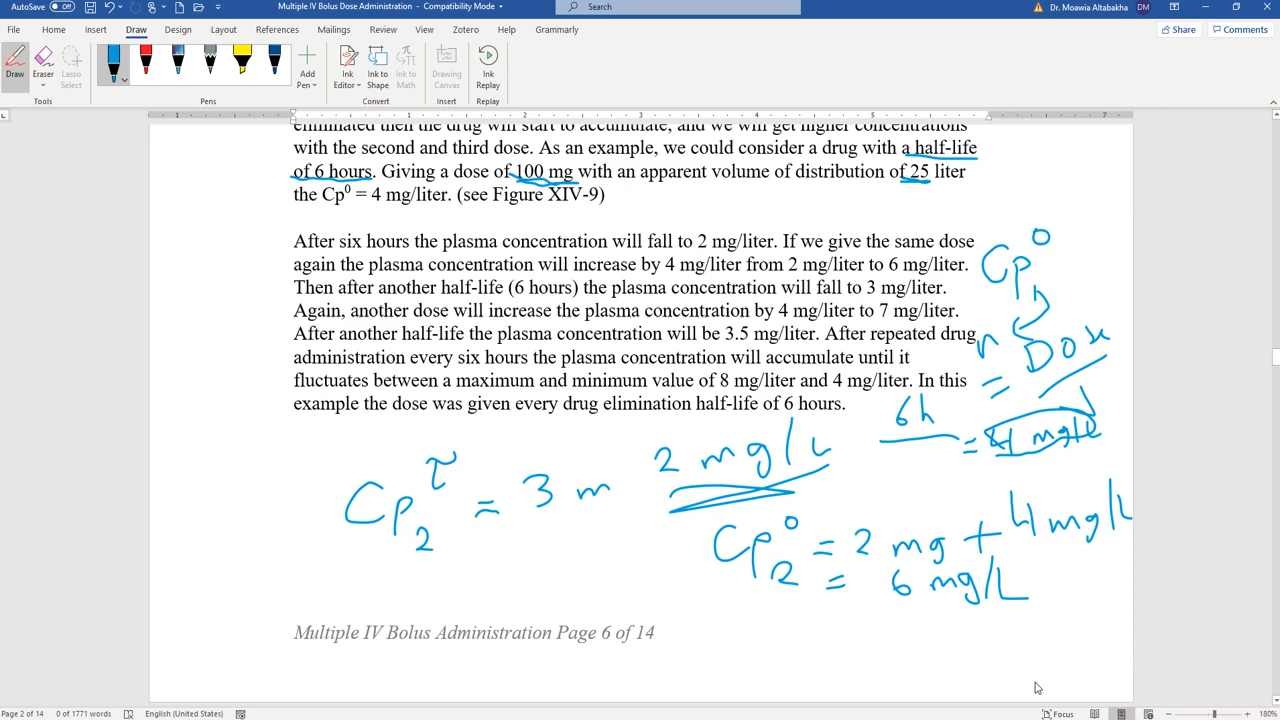 AutoSave Off Multiple IV Bolus Dose Administration - Compatibility Mode Search Dr. Moawia Altabakha DM
File Home Insert Draw Design Layout References Mailings Review View Zotero Help Grammarly Share Comments
Draw Eraser Lasso Select Add Pen Ink Editor Ink to Shape Ink to Math Drawing Canvas Ink Replay
Tools Pens Convert Insert Replay
1 1 2 3 4 5 7
eliminated then the drug will start to accumulate, and we will get higher concentrations
with the second and third dose. As an example, we could consider a drug with a half-life
of 6 hours. Giving a dose of 100 mg with an apparent volume of distribution of 25 liter
the Cp⁰ = 4 mg/liter. (see Figure XIV-9)
After six hours the plasma concentration will fall to 2 mg/liter. If we give the same dose
again the plasma concentration will increase by 4 mg/liter from 2 mg/liter to 6 mg/liter.
Then after another half-life (6 hours) the plasma concentration will fall to 3 mg/liter.
Again, another dose will increase the plasma concentration by 4 mg/liter to 7 mg/liter.
After another half-life the plasma concentration will be 3.5 mg/liter. After repeated drug
administration every six hours the plasma concentration will accumulate until it
fluctuates between a maximum and minimum value of 8 mg/liter and 4 mg/liter. In this
example the dose was given every drug elimination half-life of 6 hours.
Cp⁰
= Dose
6h = 4 mg/L
2 mg/L
Cp₂^τ = 3 m
Cp₂⁰ = 2 mg + 4 mg/L
= 6 mg/L
Multiple IV Bolus Administration Page 6 of 14
Page 2 of 14 0 of 1771 words English (United States) Focus 180%